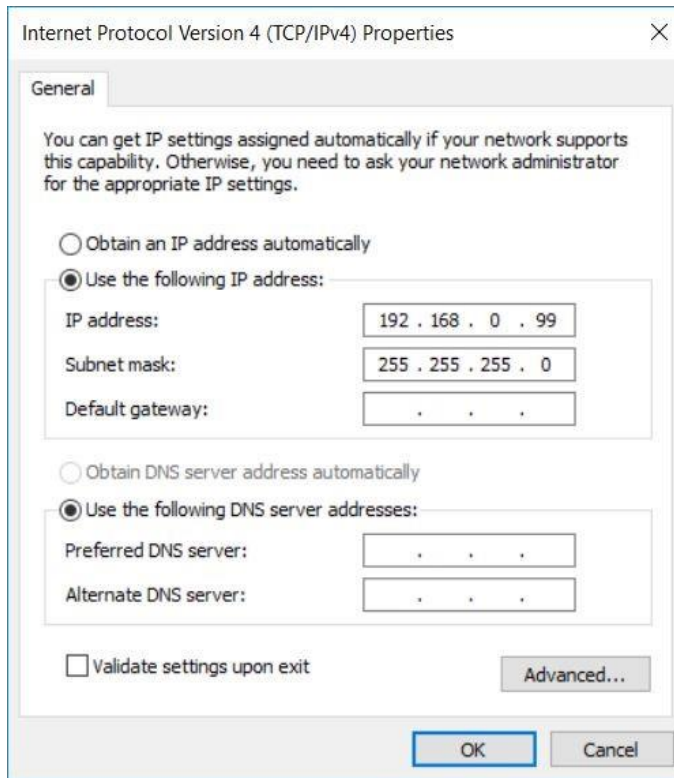 Internet Protocol Version 4 (TCP/IPv4) Properties
General
You can get IP settings assigned automatically if your network supports
this capability. Otherwise, you need to ask your network administrator
for the appropriate IP settings.
Obtain an IP address automatically
Use the following IP address:
IP address: 192 . 168 . 0 . 99
Subnet mask: 255 . 255 . 255 . 0
Default gateway: . . .
Obtain DNS server address automatically
Use the following DNS server addresses:
Preferred DNS server: . . .
Alternate DNS server: . . .
Validate settings upon exit
Advanced...
OK Cancel